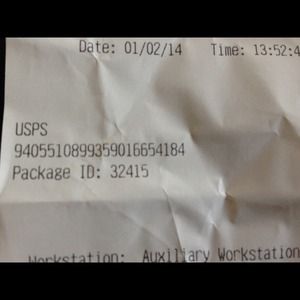 Date: 01/02/14 Time: 13:52:4
USPS
9405510899359016654184
Package ID: 32415
Workstation: Auxiliary Workstation